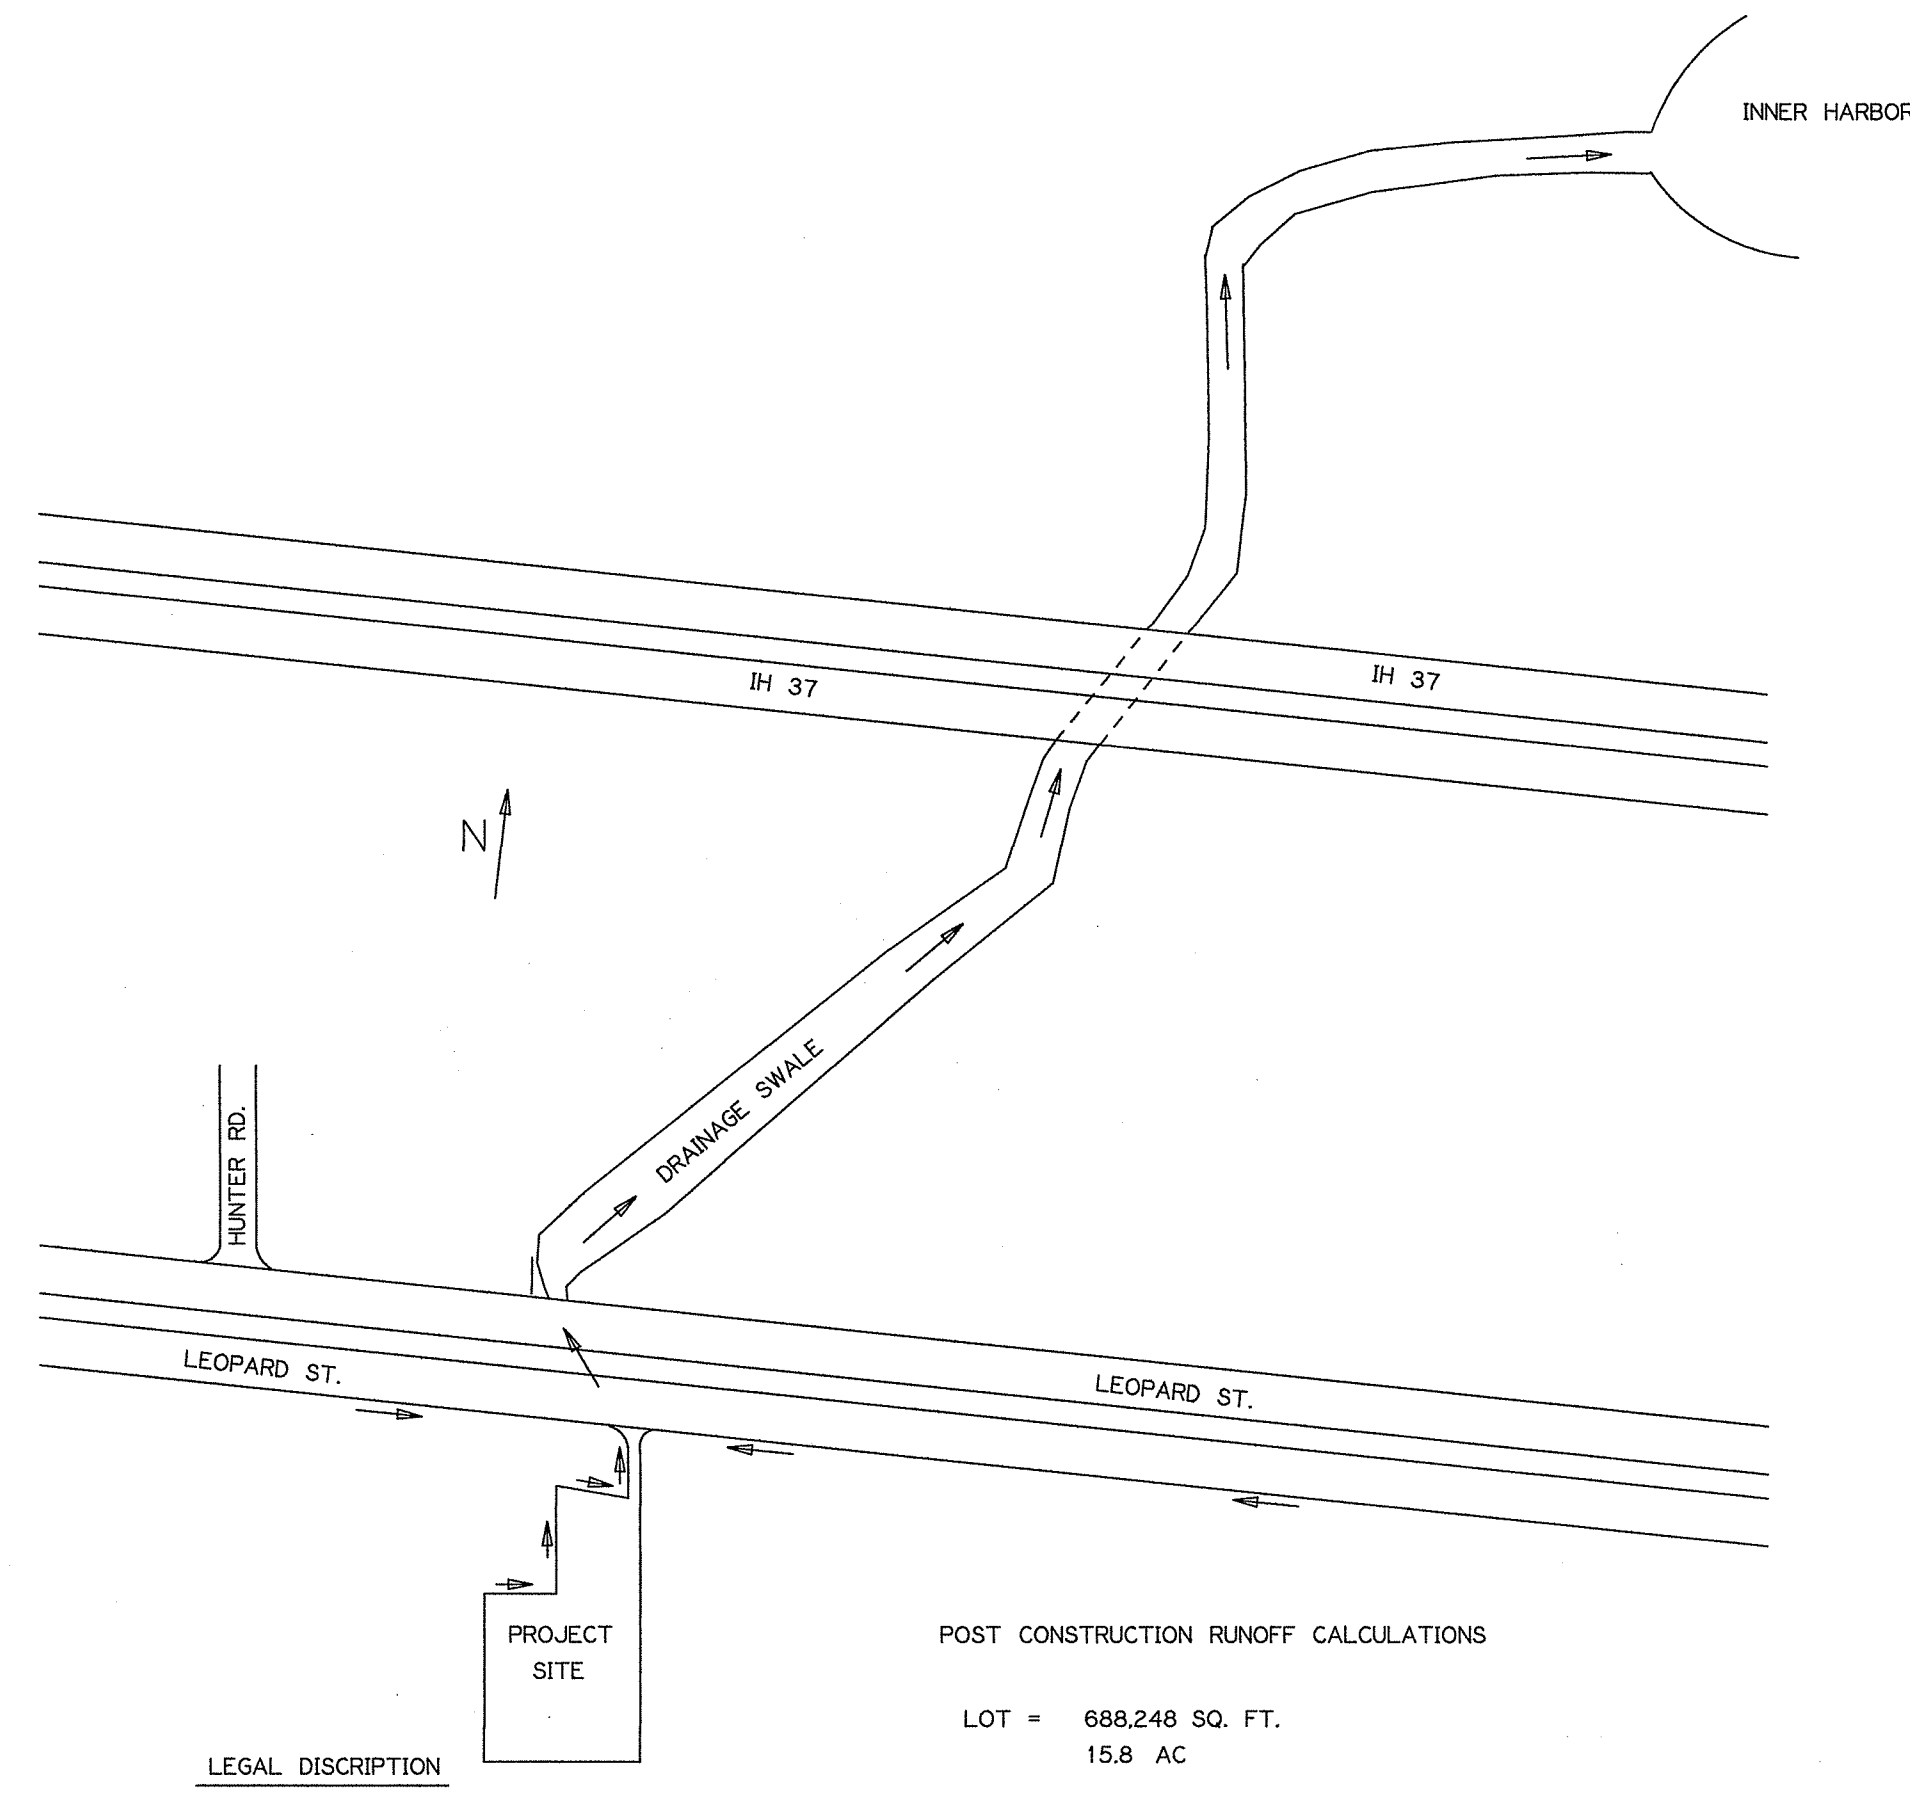 INNER HARBOR
IH 37
IH 37
N
DRAINAGE SWALE
HUNTER RD.
LEOPARD ST.
LEOPARD ST.
PROJECT
SITE
POST CONSTRUCTION RUNOFF CALCULATIONS
LOT = 688,248 SQ. FT.
15.8 AC
LEGAL DISCRIPTION